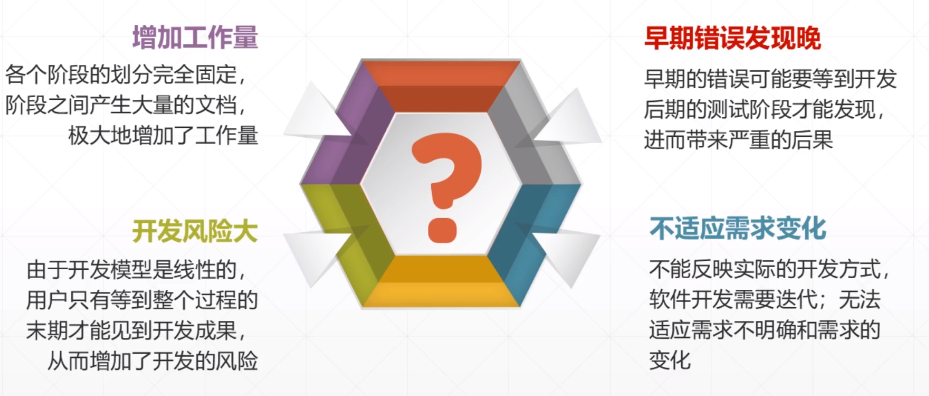 增加工作量
各个阶段的划分完全固定，
阶段之间产生大量的文档，
极大地增加了工作量
早期错误发现晚
早期的错误可能要等到开发
后期的测试阶段才能发现，
进而带来严重的后果
?
开发风险大
由于开发模型是线性的，
用户只有等到整个过程的
末期才能见到开发成果，
从而增加了开发的风险
不适应需求变化
不能反映实际的开发方式，
软件开发需要迭代；无法
适应需求不明确和需求的
变化